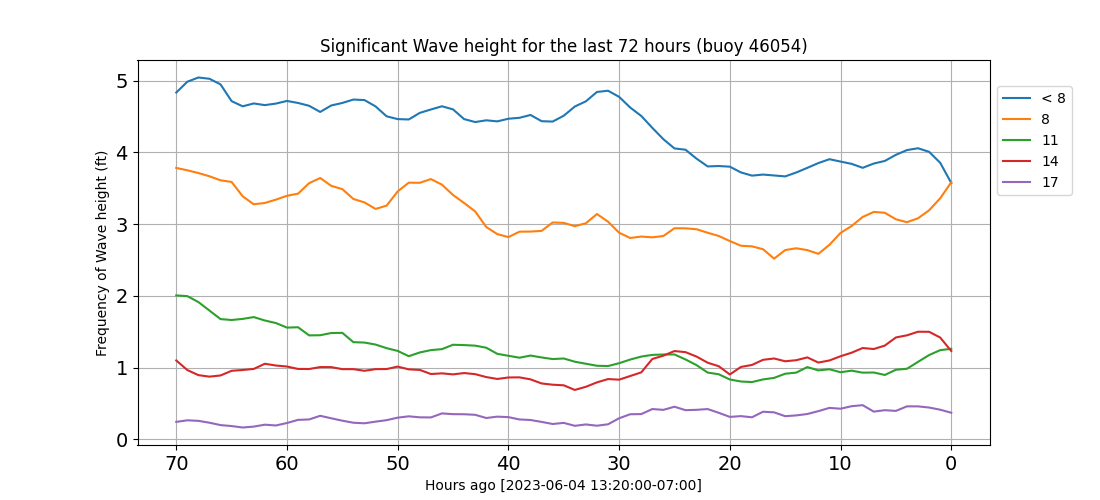 Significant Wave height for the last 72 hours (buoy 46054)
Frequency of Wave height (ft)
5
4
3
2
1
0
70 60 50 40 30 20 10 0
Hours ago [2023-06-04 13:20:00-07:00]
< 8
8
11
14
17